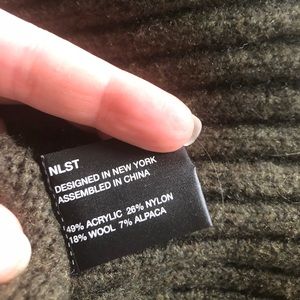 NLST
DESIGNED IN NEW YORK
ASSEMBLED IN CHINA
49% ACRYLIC 26% NYLON
18% WOOL 7% ALPACA